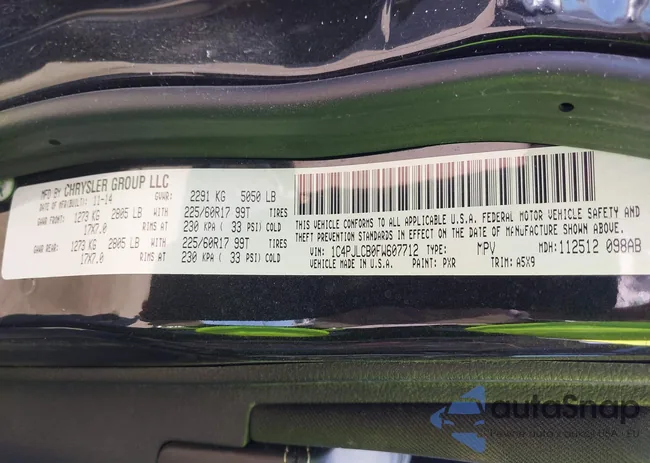 MFD BY CHRYSLER GROUP LLC
DATE OF MFR(BUILT): 11-14 GVWR: 2291 KG 5050 LB
GAWR FRONT: 1273 KG 2805 LB WITH 225/60R17 99T TIRES
17X7.0 RIMS AT 230 KPA ( 33 PSI) COLD
GAWR REAR: 1273 KG 2805 LB WITH 225/60R17 99T TIRES
17X7.0 RIMS AT 230 KPA ( 33 PSI) COLD
THIS VEHICLE CONFORMS TO ALL APPLICABLE U.S.A. FEDERAL MOTOR VEHICLE SAFETY AND
THEFT PREVENTION STANDARDS IN EFFECT ON THE DATE OF MANUFACTURE SHOWN ABOVE.
VIN: 1C4PJLCB0FW607712 TYPE: MPV MDH: 112512 098AB
VEHICLE MADE IN U.S.A. PAINT: PXR TRIM: A5X9
autoSnap